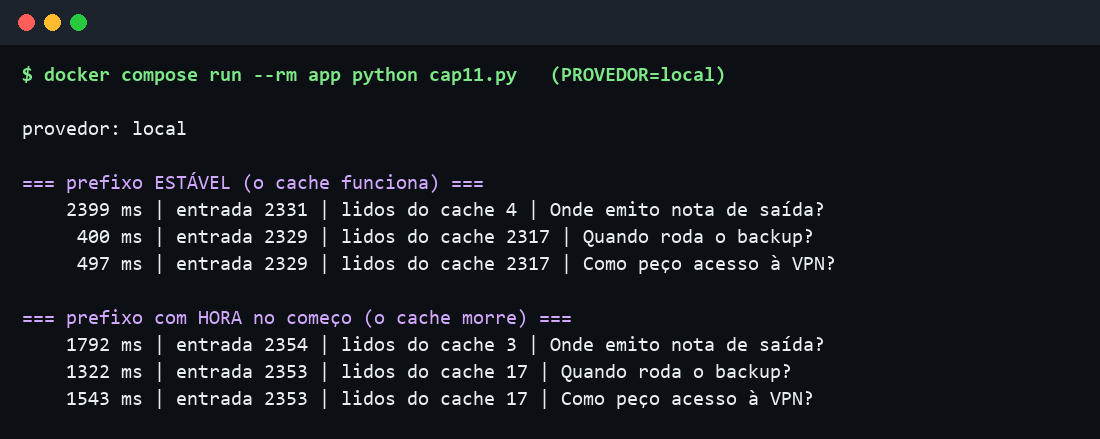 $ docker compose run --rm app python cap11.py   (PROVEDOR=local)
provedor: local
=== prefixo ESTÁVEL (o cache funciona) ===
2399 ms | entrada 2331 | lidos do cache 4 | Onde emito nota de saída?
400 ms | entrada 2329 | lidos do cache 2317 | Quando roda o backup?
497 ms | entrada 2329 | lidos do cache 2317 | Como peço acesso à VPN?
=== prefixo com HORA no começo (o cache morre) ===
1792 ms | entrada 2354 | lidos do cache 3 | Onde emito nota de saída?
1322 ms | entrada 2353 | lidos do cache 17 | Quando roda o backup?
1543 ms | entrada 2353 | lidos do cache 17 | Como peço acesso à VPN?